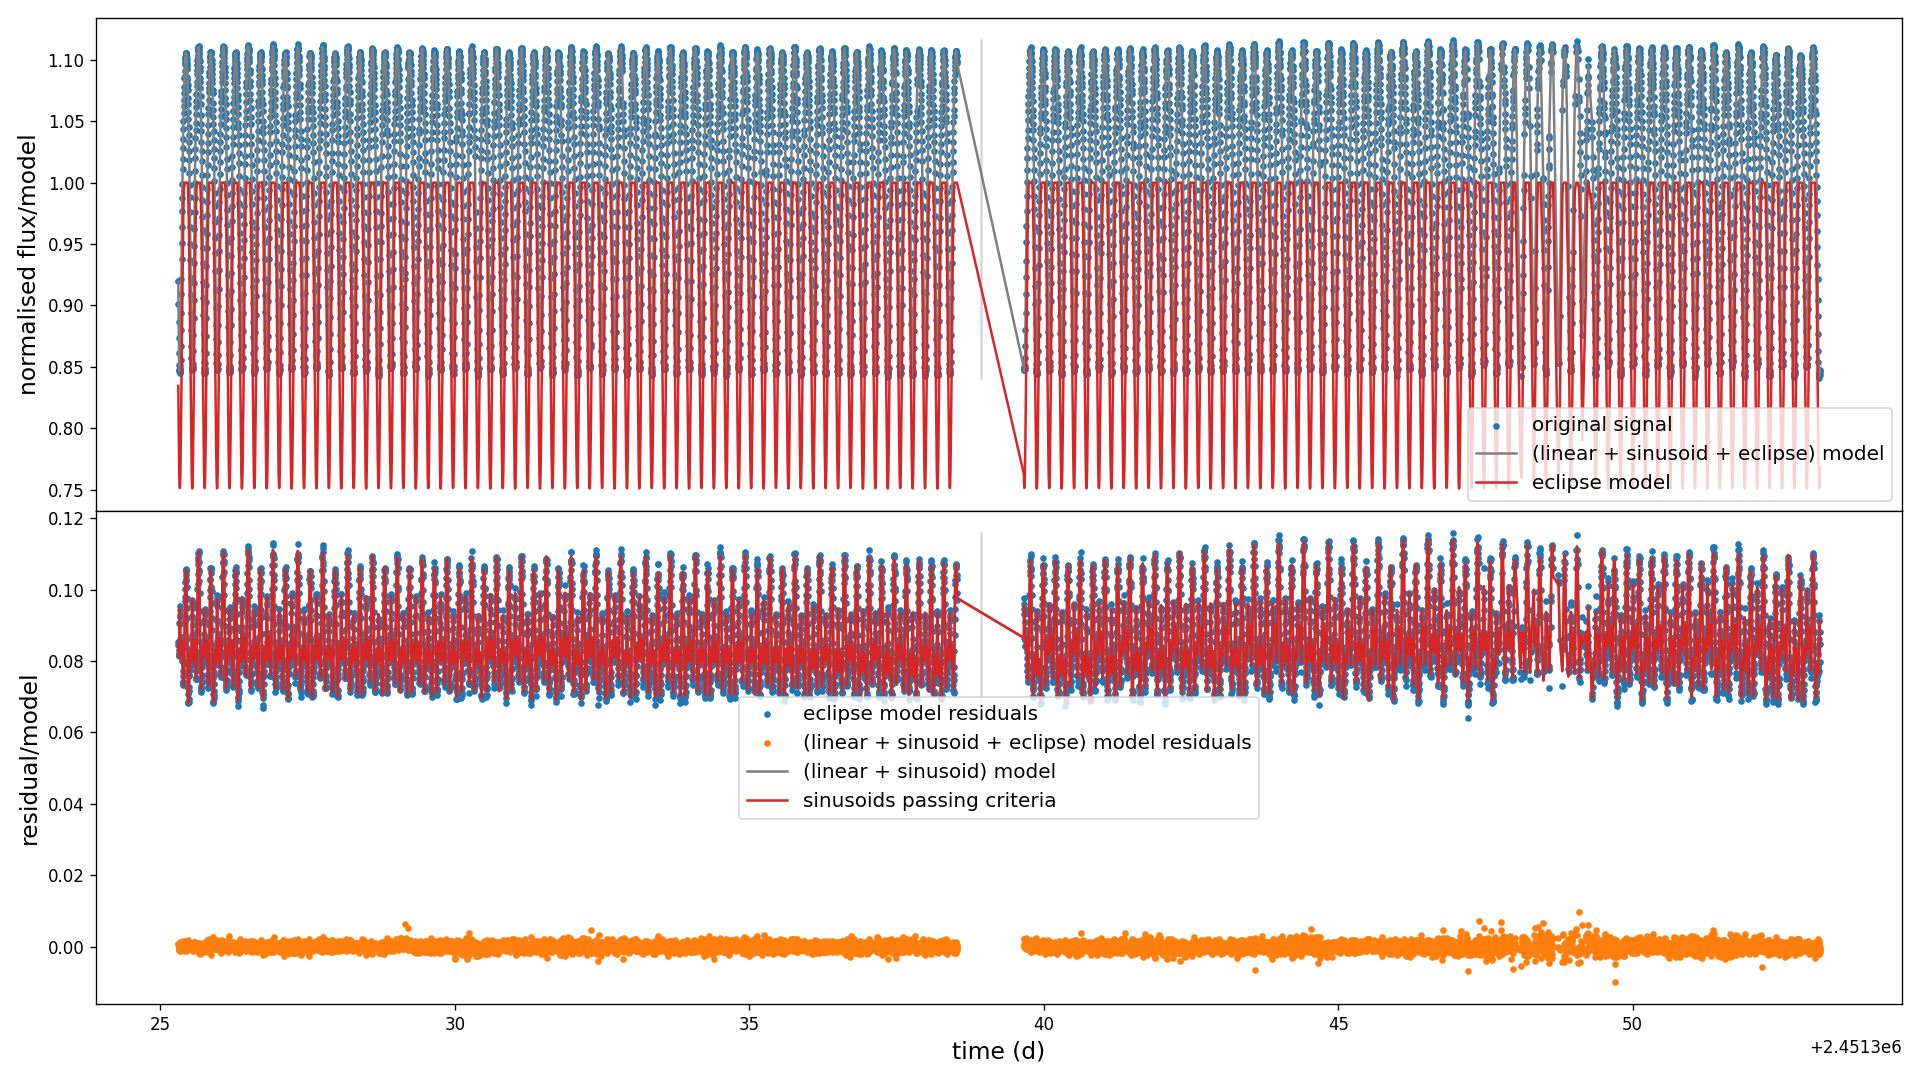 1.10
1.05
1.00
0.95
0.90
0.85
0.80
0.75
normalised flux/model
original signal
(linear + sinusoid + eclipse) model
eclipse model
0.12
0.10
0.08
0.06
0.04
0.02
0.00
residual/model
eclipse model residuals
(linear + sinusoid + eclipse) model residuals
(linear + sinusoid) model
sinusoids passing criteria
25
30
35
40
45
50
time (d)
+2.4513e6